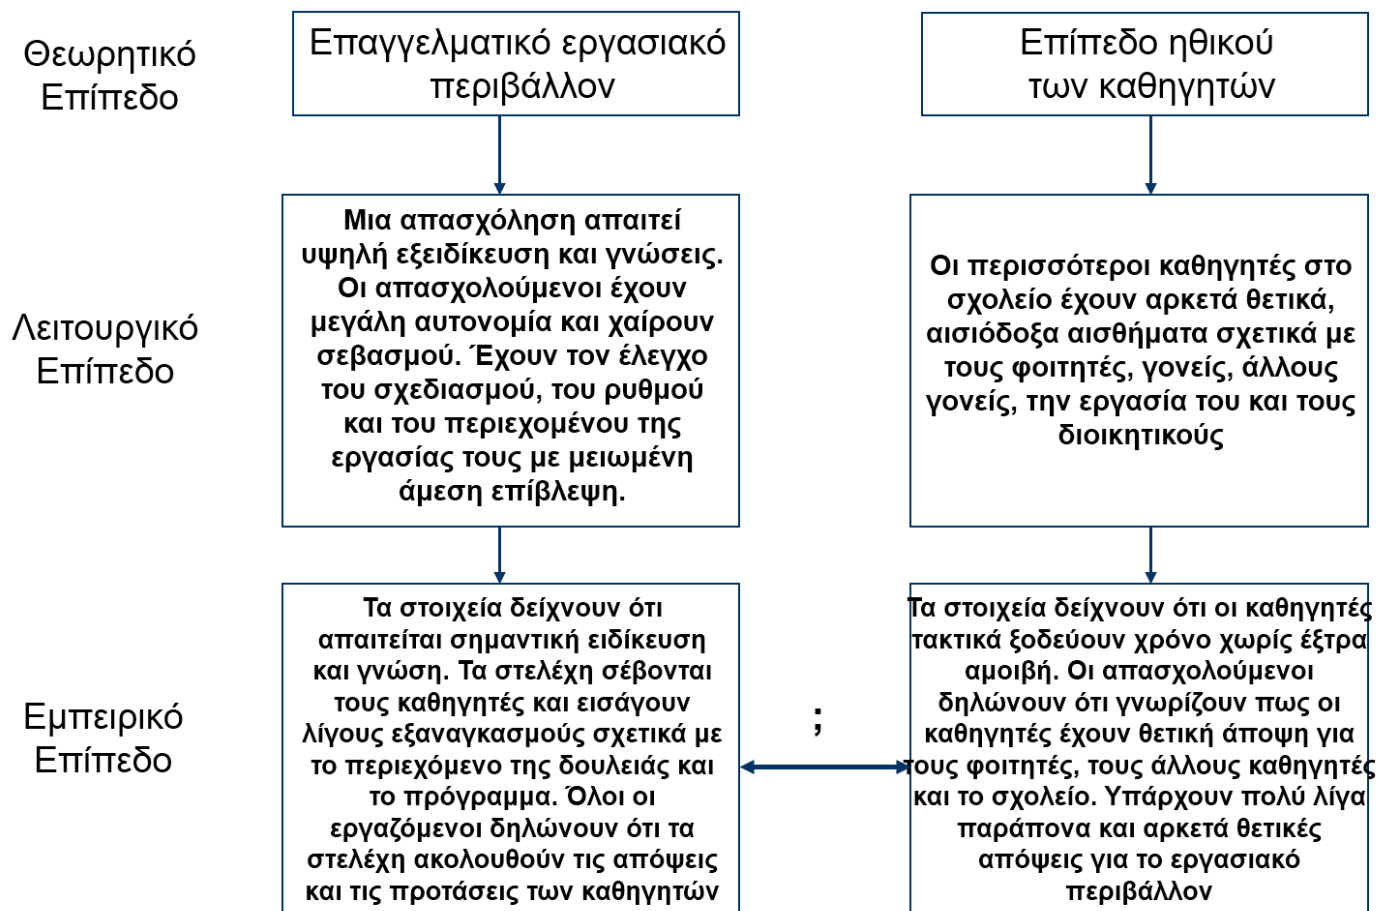 Θεωρητικό
Επίπεδο
Επαγγελματικό εργασιακό
περιβάλλον
Επίπεδο ηθικού
των καθηγητών
Λειτουργικό
Επίπεδο
Μια απασχόληση απαιτεί
υψηλή εξειδίκευση και γνώσεις.
Οι απασχολούμενοι έχουν
μεγάλη αυτονομία και χαίρουν
σεβασμού. Έχουν τον έλεγχο
του σχεδιασμού, του ρυθμού
και του περιεχομένου της
εργασίας τους με μειωμένη
άμεση επίβλεψη.
Οι περισσότεροι καθηγητές στο
σχολείο έχουν αρκετά θετικά,
αισιόδοξα αισθήματα σχετικά με
τους φοιτητές, γονείς, άλλους
γονείς, την εργασία του και τους
διοικητικούς
Εμπειρικό
Επίπεδο
Τα στοιχεία δείχνουν ότι
απαιτείται σημαντική ειδίκευση
και γνώση. Τα στελέχη σέβονται
τους καθηγητές και εισάγουν
λίγους εξαναγκασμούς σχετικά με
το περιεχόμενο της δουλειάς και
το πρόγραμμα. Όλοι οι
εργαζόμενοι δηλώνουν ότι τα
στελέχη ακολουθούν τις απόψεις
και τις προτάσεις των καθηγητών
;
Τα στοιχεία δείχνουν ότι οι καθηγητές
τακτικά ξοδεύουν χρόνο χωρίς έξτρα
αμοιβή. Οι απασχολούμενοι
δηλώνουν ότι γνωρίζουν πως οι
καθηγητές έχουν θετική άποψη για
τους φοιτητές, τους άλλους καθηγητές
και το σχολείο. Υπάρχουν πολύ λίγα
παράπονα και αρκετά θετικές
απόψεις για το εργασιακό
περιβάλλον